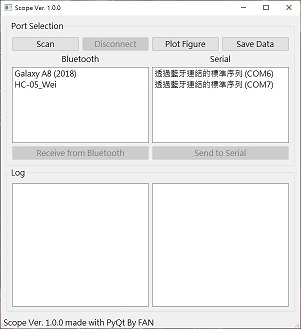 Scope Ver. 1.0.0
Port Selection
Scan Disconnect Plot Figure Save Data
Bluetooth Serial
Galaxy A8 (2018) 透過藍牙連結的標準序列 (COM6)
HC-05_Wei 透過藍牙連結的標準序列 (COM7)
Receive from Bluetooth Send to Serial
Log
Scope Ver. 1.0.0 made with PyQt By FAN